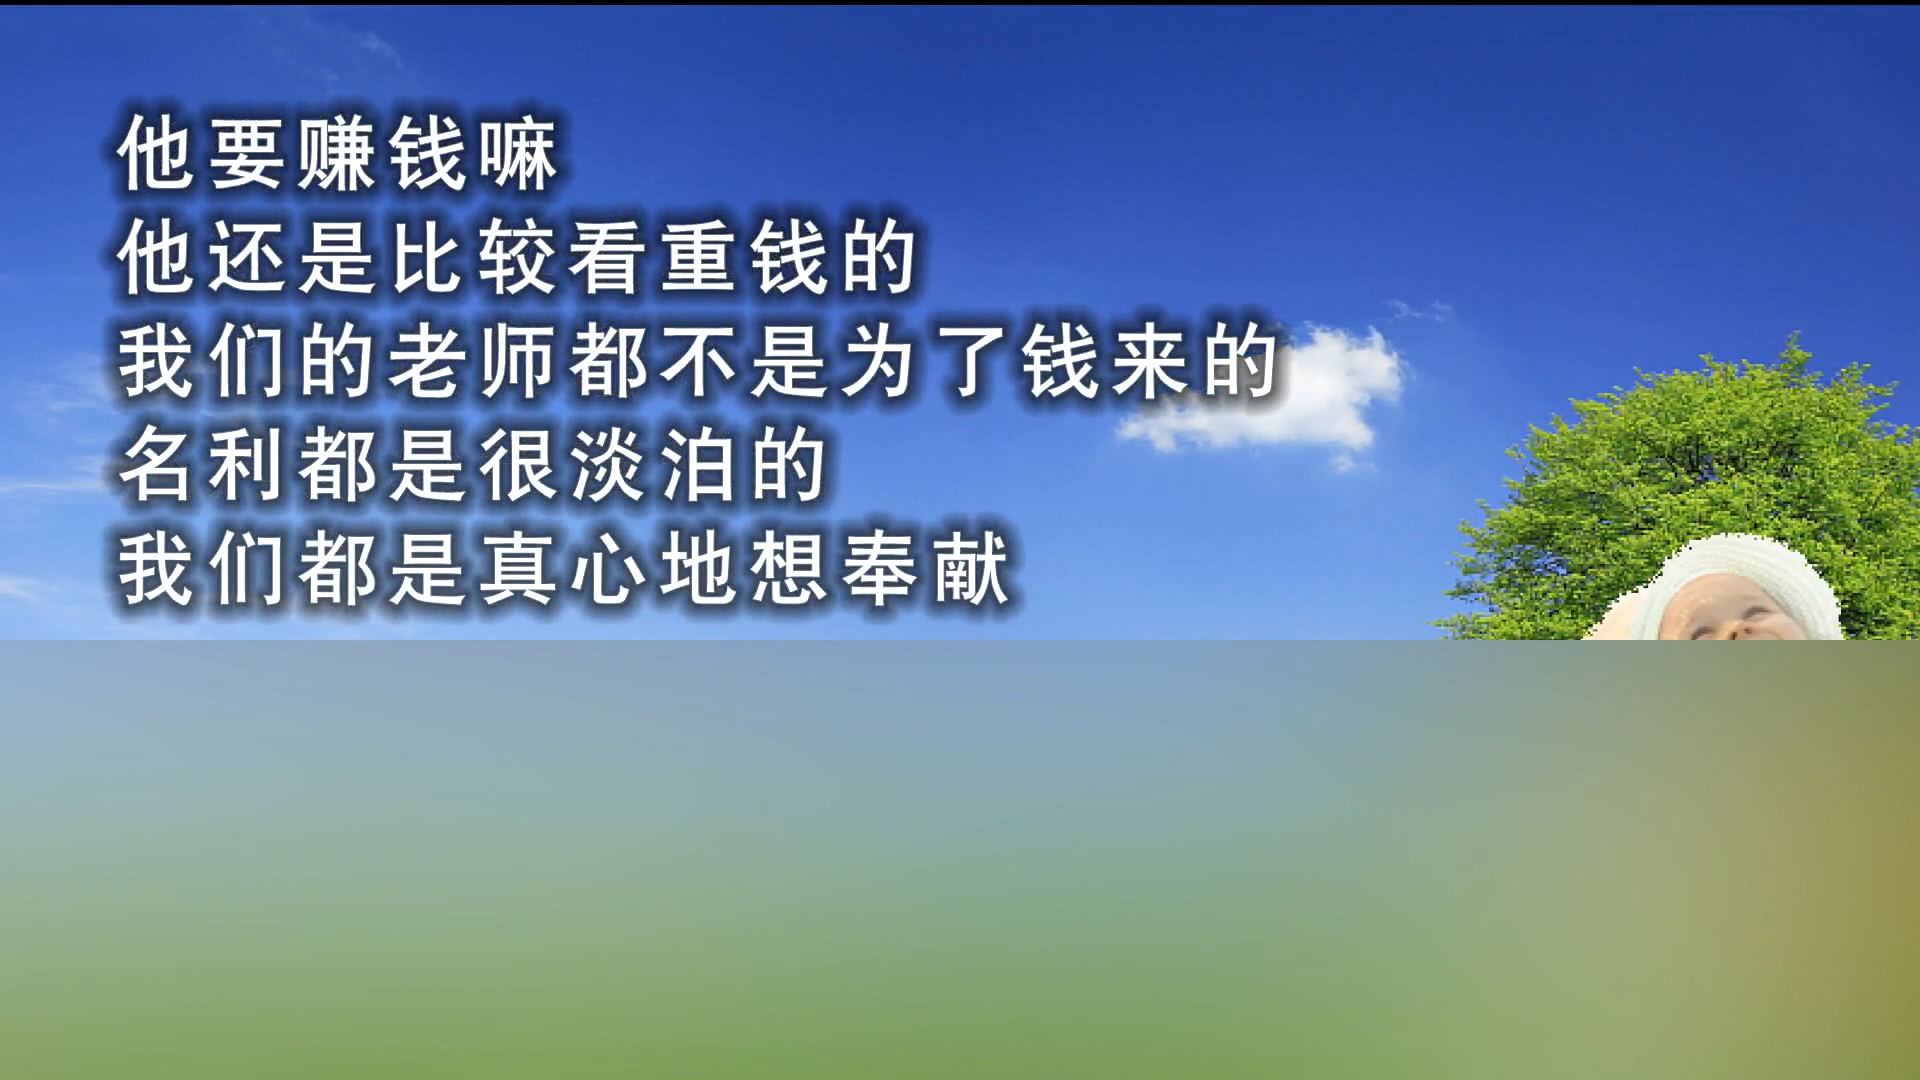 他要赚钱嘛
他还是比较看重钱的
我们的老师都不是为了钱来的
名利都是很淡泊的
我们都是真心地想奉献